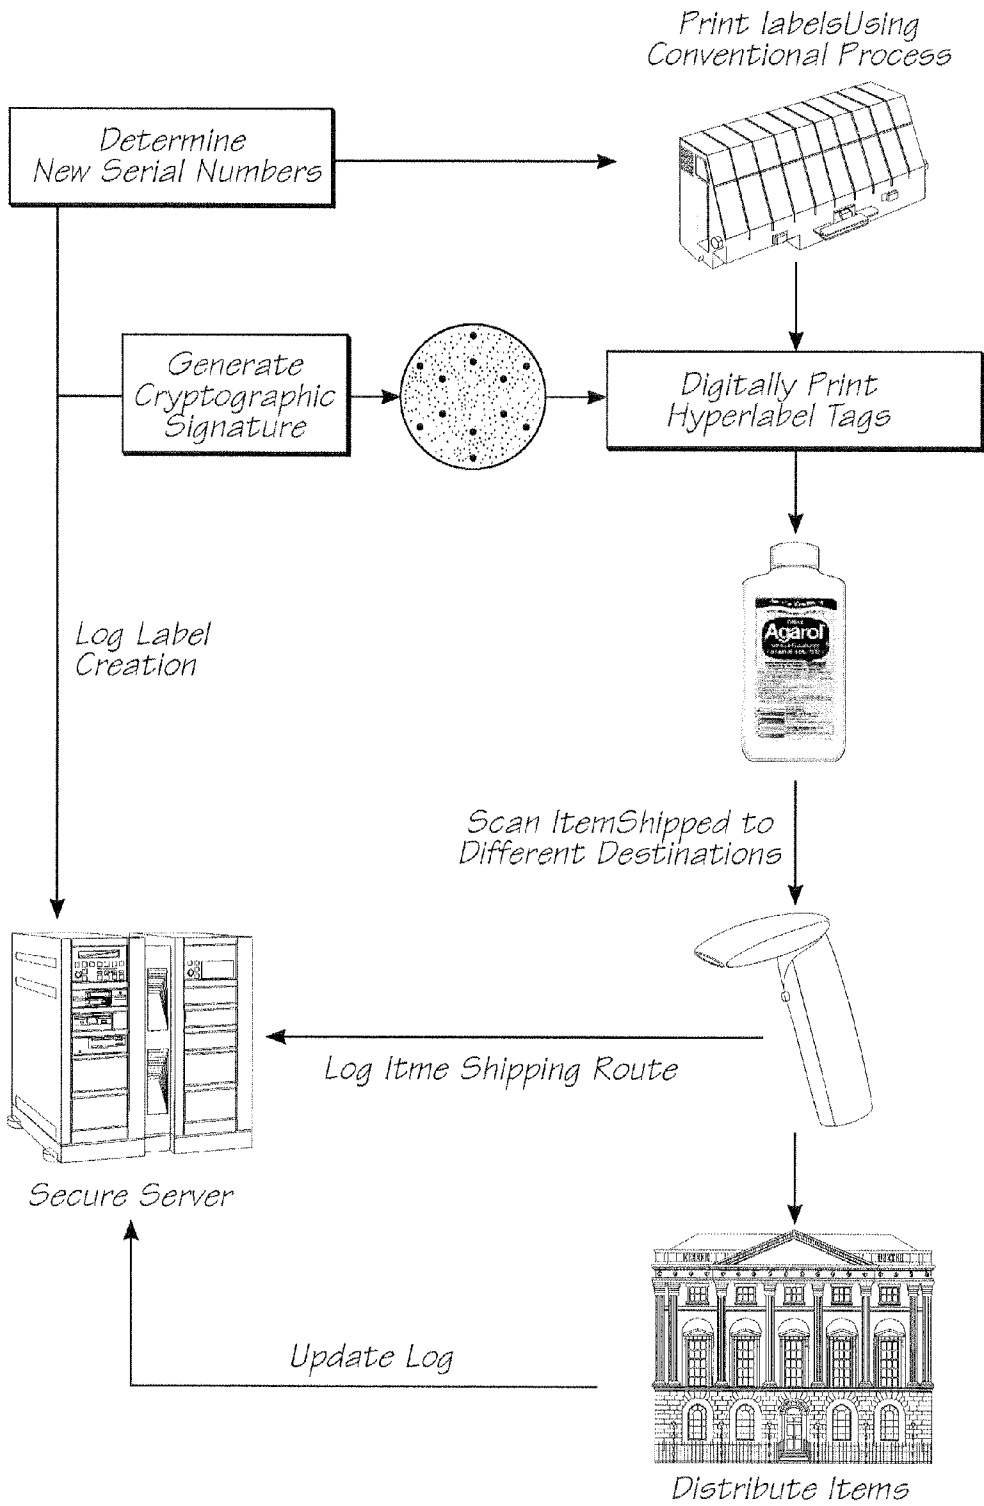 Print labelsUsing
Conventional Process
Determine
New Serial Numbers
Generate
Cryptographic
Signature
Digitally Print
Hyperlabel Tags
Agarol
Log Label
Creation
Scan ItemShipped to
Different Destinations
Log Itme Shipping Route
Secure Server
Update Log
Distribute Items